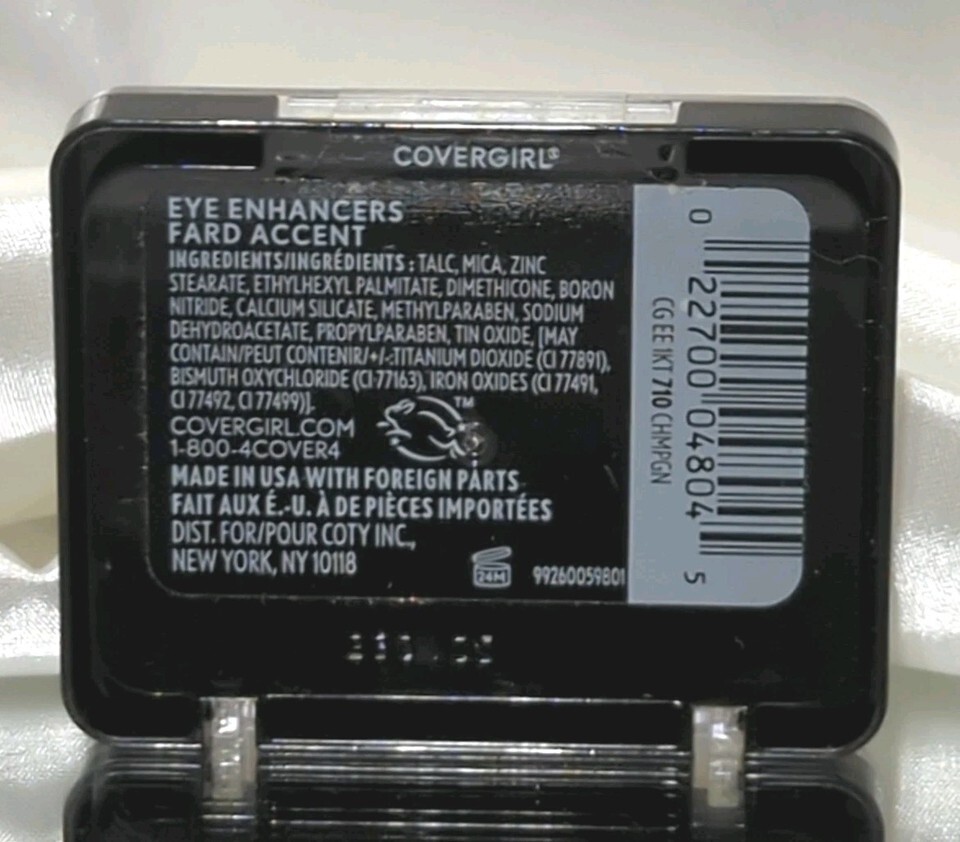 COVERGIRL®
EYE ENHANCERS
FARD ACCENT
INGREDIENTS/INGRÉDIENTS : TALC, MICA, ZINC
STEARATE, ETHYLHEXYL PALMITATE, DIMETHICONE, BORON
NITRIDE, CALCIUM SILICATE, METHYLPARABEN, SODIUM
DEHYDROACETATE, PROPYLPARABEN, TIN OXIDE, [MAY
CONTAIN/PEUT CONTENIR/+/-:TITANIUM DIOXIDE (CI 77891),
BISMUTH OXYCHLORIDE (CI 77163), IRON OXIDES (CI 77491,
CI 77492, CI 77499)].
COVERGIRL.COM
1-800-4COVER4
TM
MADE IN USA WITH FOREIGN PARTS
FAIT AUX É.-U. À DE PIÈCES IMPORTÉES
DIST. FOR/POUR COTY INC.,
NEW YORK, NY 10118
24M
99260059801
CG EE 1KT 710 CHMPGN
0 22700 04804 5